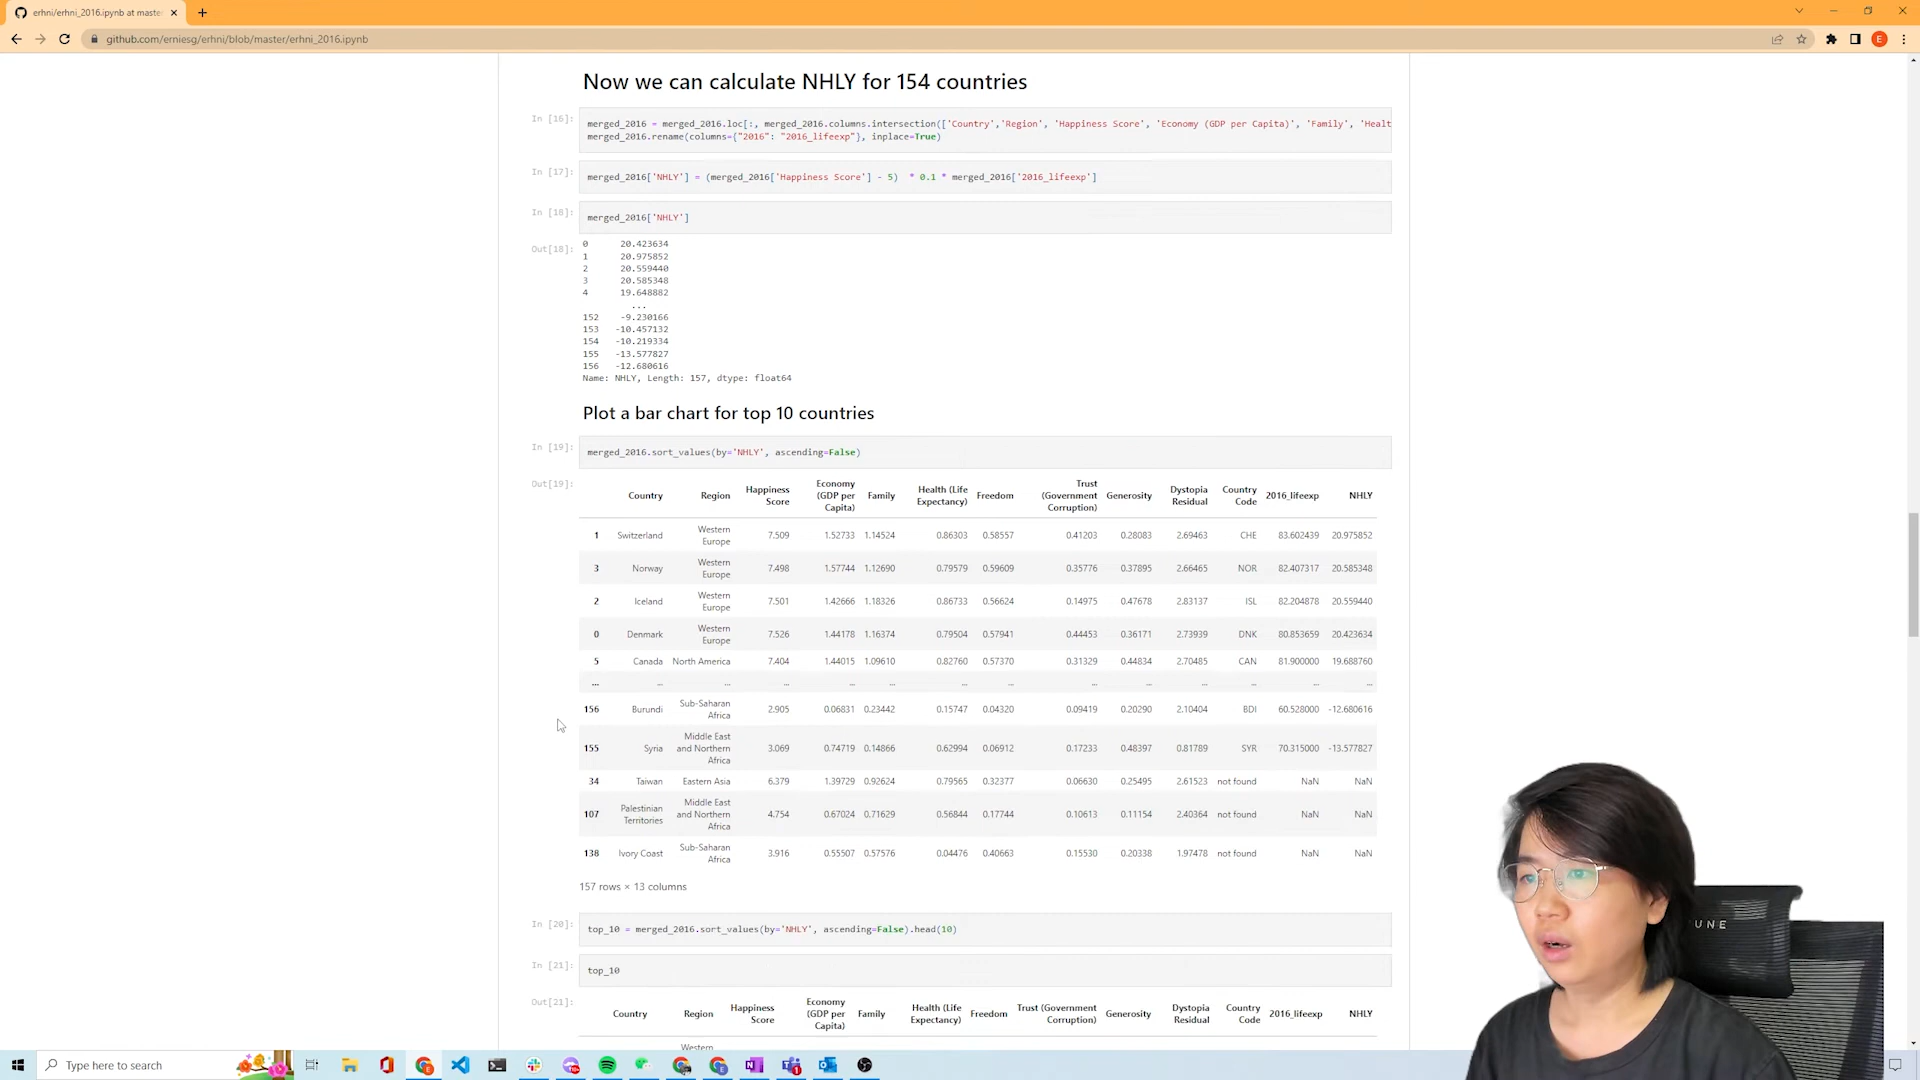 erhni/erhni_2016.ipynb at maste
github.com/erniesg/erhni/blob/master/erhni_2016.ipynb
E
Now we can calculate NHLY for 154 countries
In [16]: merged_2016 = merged_2016.loc[:, merged_2016.columns.intersection(['Country','Region', 'Happiness Score', 'Economy (GDP per Capita)', 'Family', 'Healt
merged_2016.rename(columns={"2016": "2016_lifeexp"}, inplace=True)
In [17]: merged_2016['NHLY'] = (merged_2016['Happiness Score'] - 5) * 0.1 * merged_2016['2016_lifeexp']
In [18]: merged_2016['NHLY']
Out[18]: 0 20.423634
1 20.975852
2 20.559440
3 20.585348
4 19.648882
...
152 -9.230166
153 -10.457132
154 -10.219334
155 -13.577827
156 -12.680616
Name: NHLY, Length: 157, dtype: float64
Plot a bar chart for top 10 countries
In [19]: merged_2016.sort_values(by='NHLY', ascending=False)
Out[19]:
Country Region Happiness Score Economy (GDP per Capita) Family Health (Life Expectancy) Freedom Trust (Government Corruption) Generosity Dystopia Residual Country Code 2016_lifeexp NHLY
1 Switzerland Western Europe 7.509 1.52733 1.14524 0.86303 0.58557 0.41203 0.28083 2.69463 CHE 83.602439 20.975852
3 Norway Western Europe 7.498 1.57744 1.12690 0.79579 0.59609 0.35776 0.37895 2.66465 NOR 82.407317 20.585348
2 Iceland Western Europe 7.501 1.42666 1.18326 0.86733 0.56624 0.14975 0.47678 2.83137 ISL 82.204878 20.559440
0 Denmark Western Europe 7.526 1.44178 1.16374 0.79504 0.57941 0.44453 0.36171 2.73939 DNK 80.853659 20.423634
5 Canada North America 7.404 1.44015 1.09610 0.82760 0.57370 0.31329 0.44834 2.70485 CAN 81.900000 19.688760
... ... ... ... ... ... ... ... ... ... ... ... ... ...
156 Burundi Sub-Saharan Africa 2.905 0.06831 0.23442 0.15747 0.04320 0.09419 0.20290 2.10404 BDI 60.528000 -12.680616
155 Syria Middle East and Northern Africa 3.069 0.74719 0.14866 0.62994 0.06912 0.17233 0.48397 0.81789 SYR 70.315000 -13.577827
34 Taiwan Eastern Asia 6.379 1.39729 0.92624 0.79565 0.32377 0.06630 0.25495 2.61523 not found NaN NaN
107 Palestinian Territories Middle East and Northern Africa 4.754 0.67024 0.71629 0.56844 0.17744 0.10613 0.11154 2.40364 not found NaN NaN
138 Ivory Coast Sub-Saharan Africa 3.916 0.55507 0.57576 0.04476 0.40663 0.15530 0.20338 1.97478 not found NaN NaN
157 rows × 13 columns
In [20]: top_10 = merged_2016.sort_values(by='NHLY', ascending=False).head(10)
In [21]: top_10
Out[21]:
Country Region Happiness Score Economy (GDP per Capita) Family Health (Life Expectancy) Freedom Trust (Government Corruption) Generosity Dystopia Residual Country Code 2016_lifeexp NHLY
Western
UNE
Type here to search